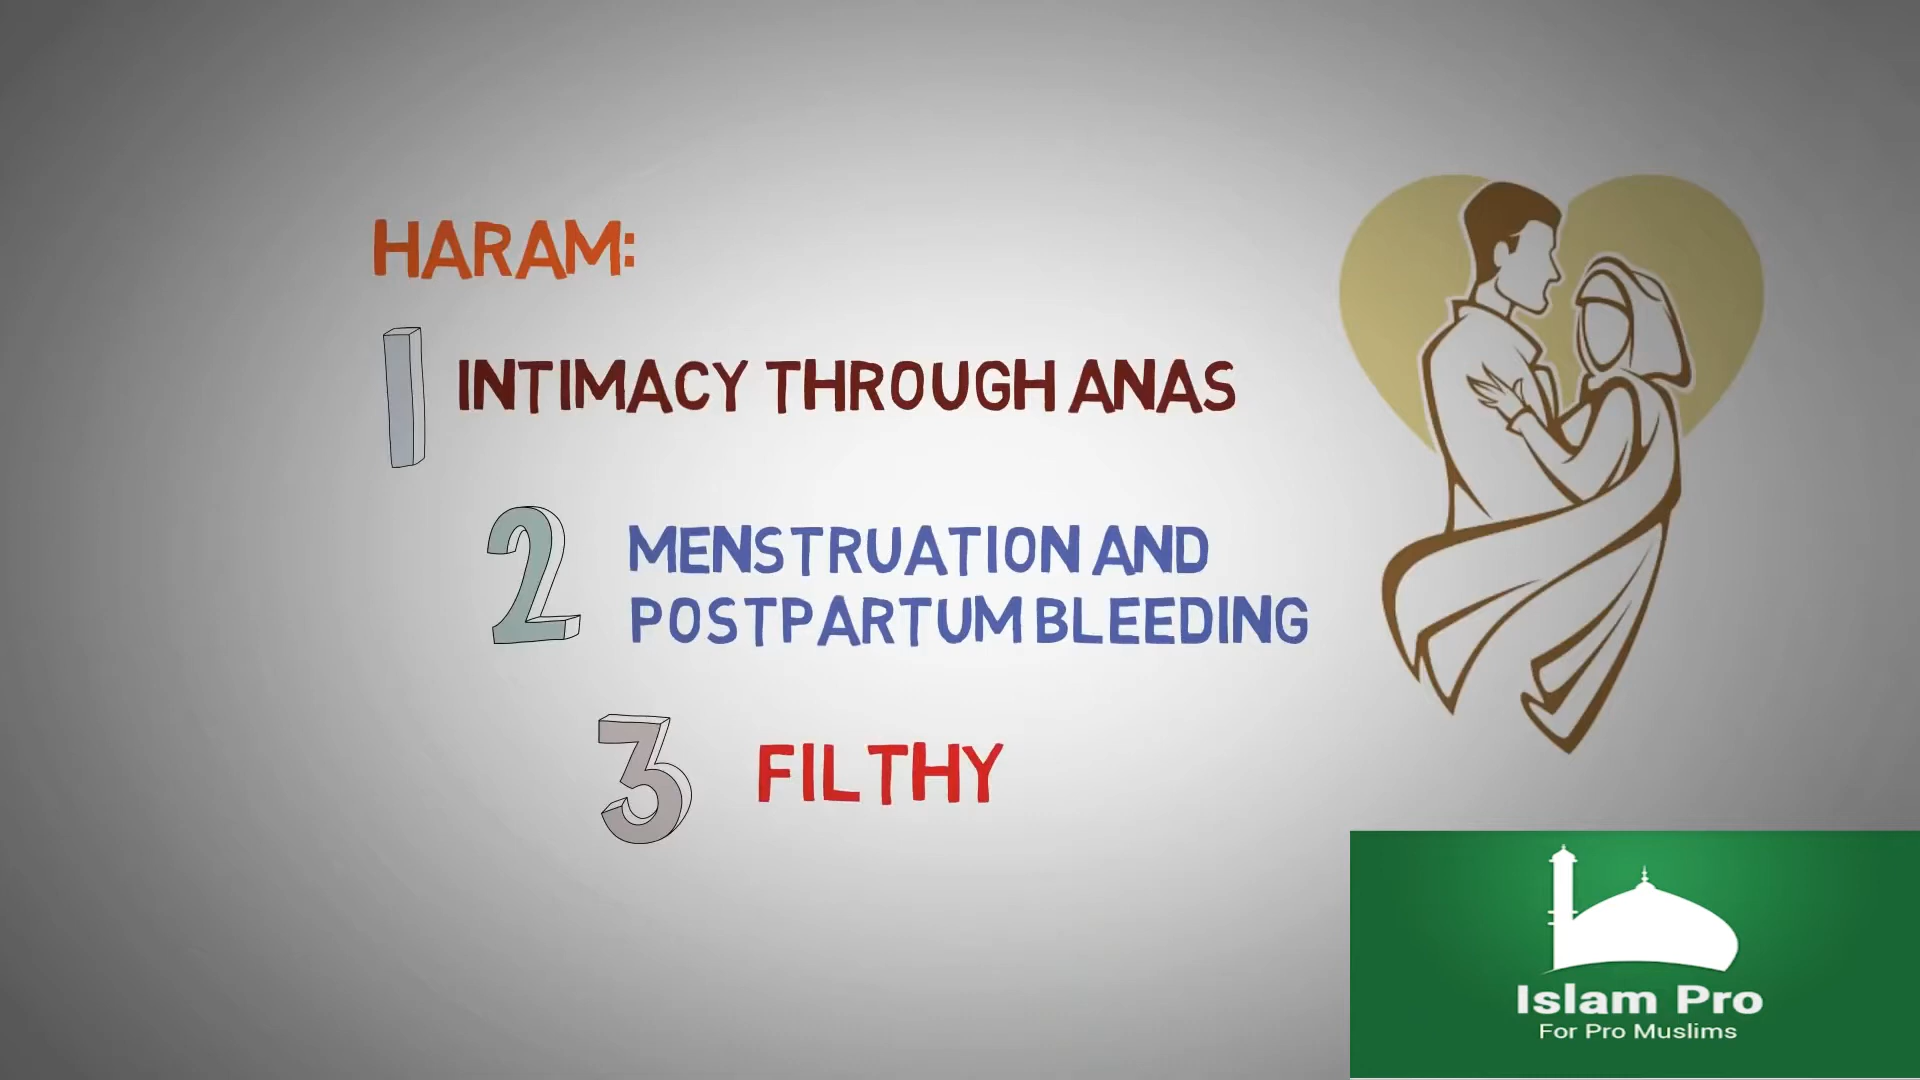 HARAM:
1 INTIMACY THROUGH ANAS
2 MENSTRUATION AND
POSTPARTUM BLEEDING
3 FILTHY
Islam Pro
For Pro Muslims